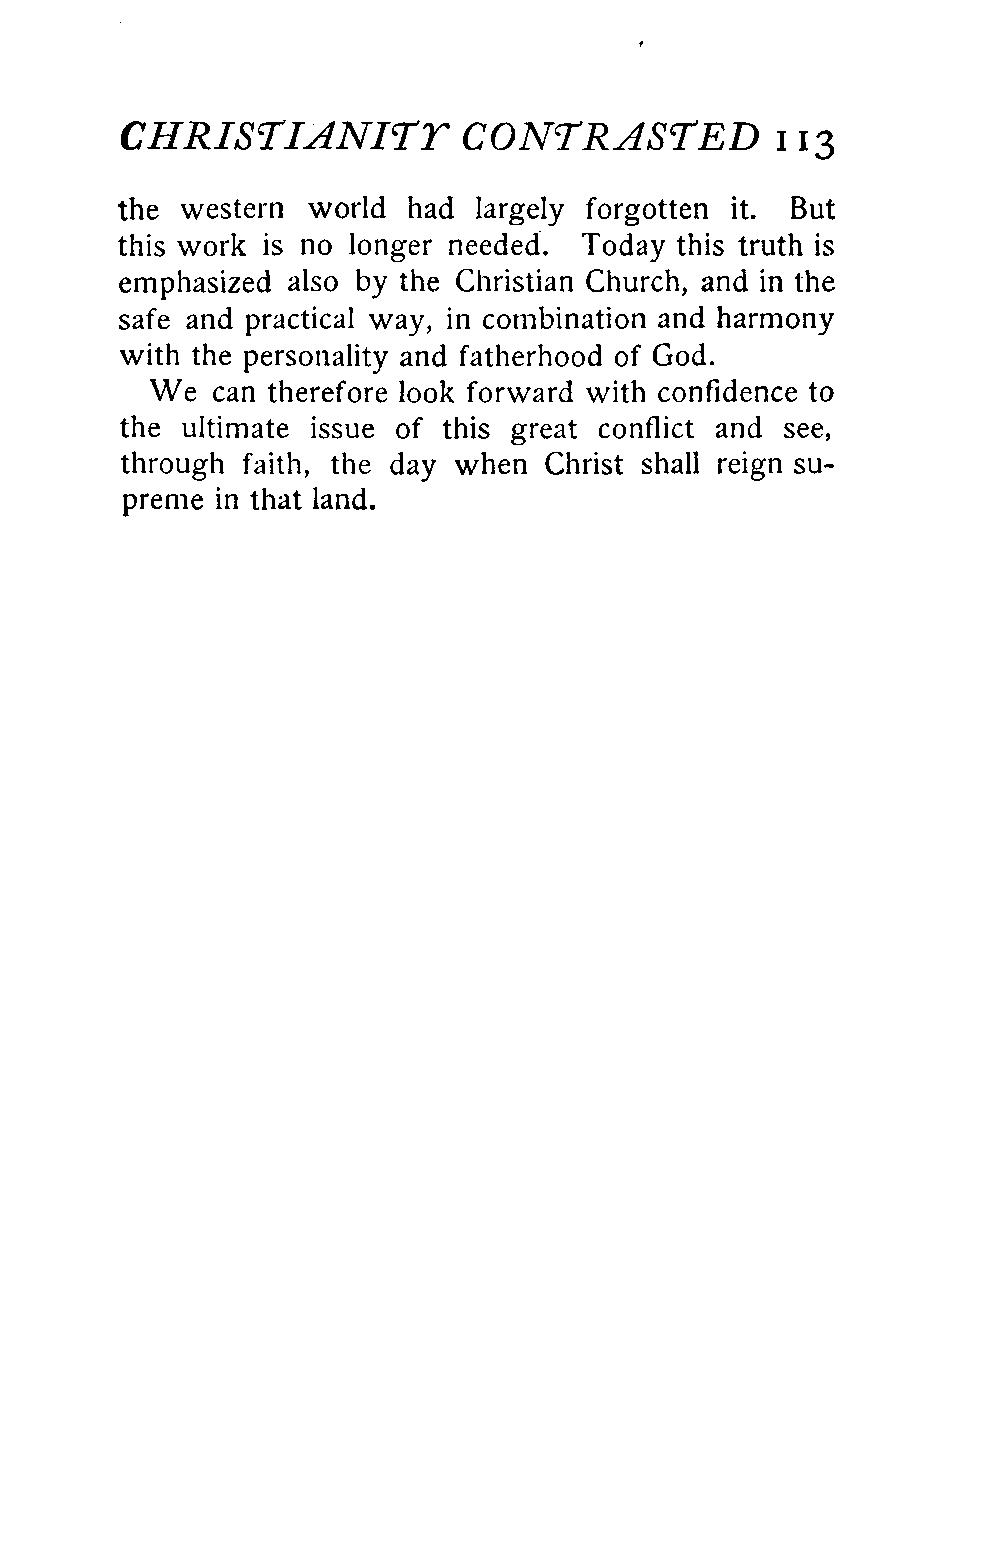 CHRISTIANITY CONTRASTED 113
the western world had largely forgotten it. But
this work is no longer needed. Today this truth is
emphasized also by the Christian Church, and in the
safe and practical way, in combination and harmony
with the personality and fatherhood of God.
We can therefore look forward with confidence to
the ultimate issue of this great conflict and see,
through faith, the day when Christ shall reign su-
preme in that land.